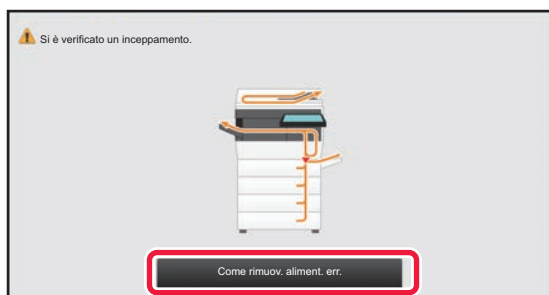 Si è verificato un inceppamento.
Come rimuov. aliment. err.